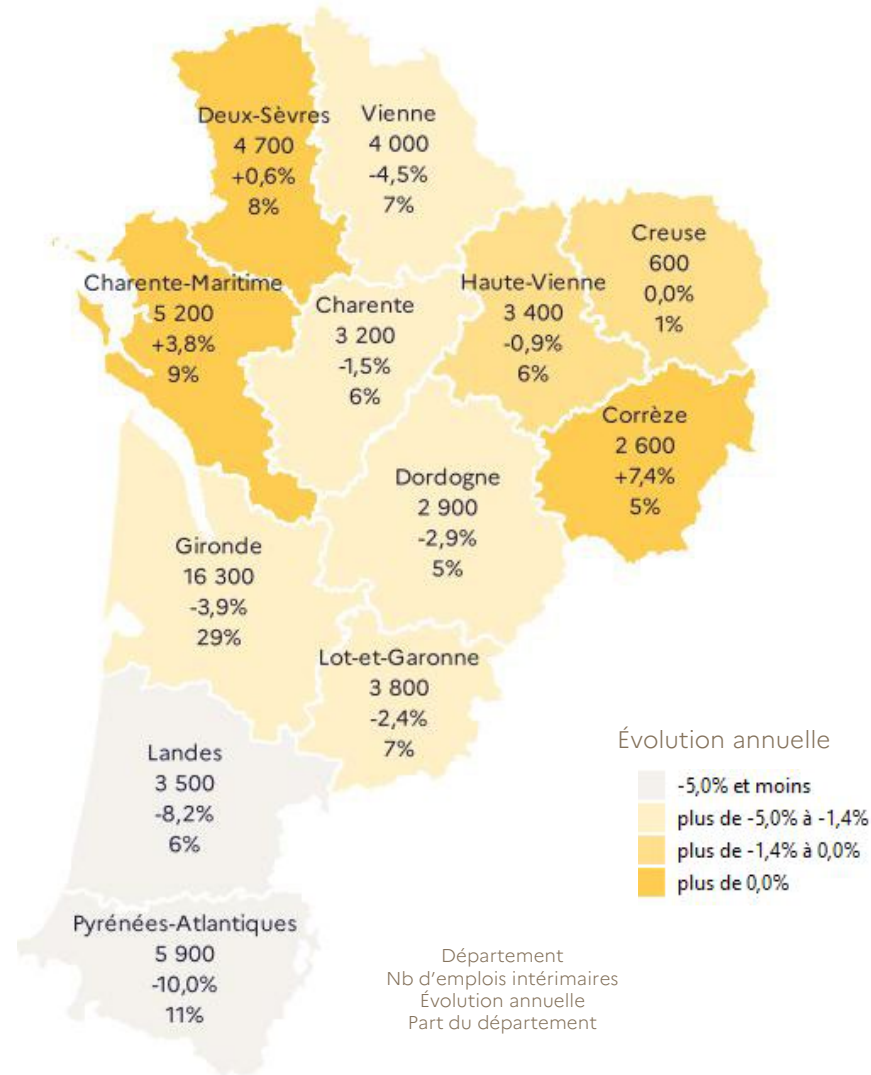 Deux-Sèvres
4 700
+0,6%
8%
Vienne
4 000
-4,5%
7%
Creuse
600
0,0%
1%
Charente-Maritime
5 200
+3,8%
9%
Charente
3 200
-1,5%
6%
Haute-Vienne
3 400
-0,9%
6%
Corrèze
2 600
+7,4%
5%
Dordogne
2 900
-2,9%
5%
Gironde
16 300
-3,9%
29%
Lot-et-Garonne
3 800
-2,4%
7%
Landes
3 500
-8,2%
6%
Pyrénées-Atlantiques
5 900
-10,0%
11%
Évolution annuelle
-5,0% et moins
plus de -5,0% à -1,4%
plus de -1,4% à 0,0%
plus de 0,0%
Département
Nb d'emplois intérimaires
Évolution annuelle
Part du département